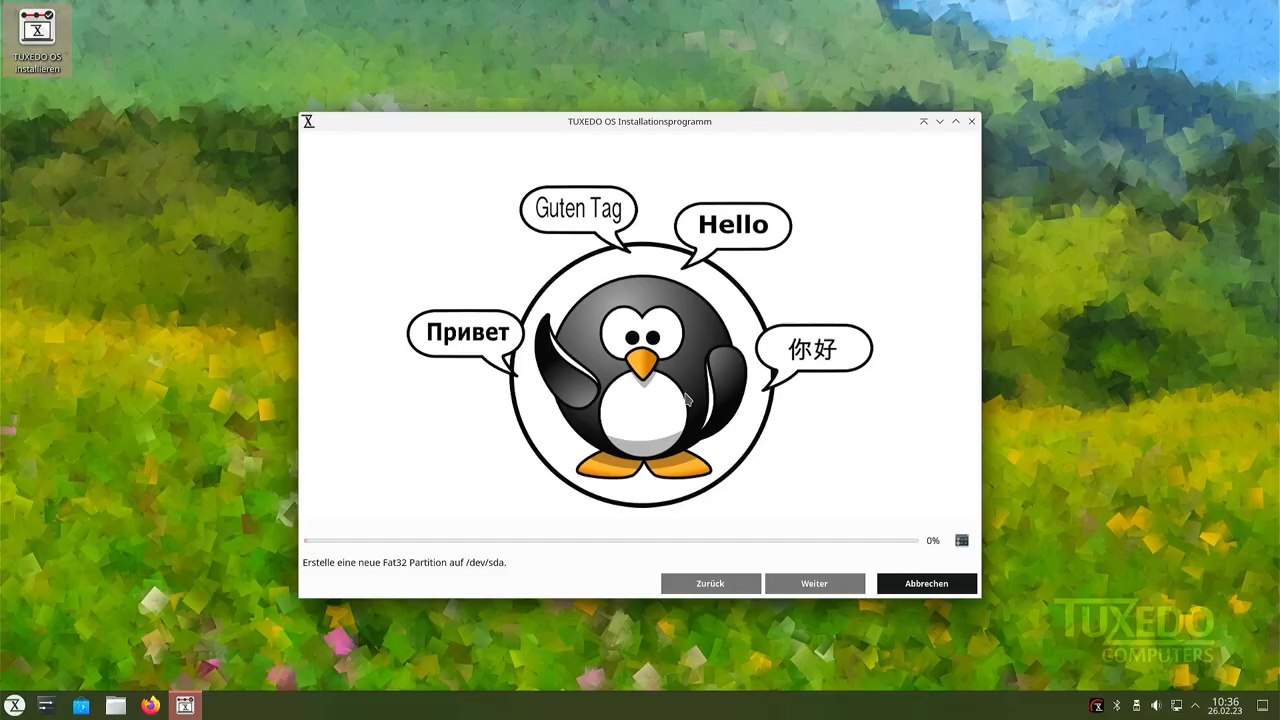 TUXEDO OS
installieren
TUXEDO OS Installationsprogramm
Guten Tag
Hello
Привет
你好
0%
Erstelle eine neue Fat32 Partition auf /dev/sda.
Zurück
Weiter
Abbrechen
TUXEDO
COMPUTERS
10:36
26.02.23